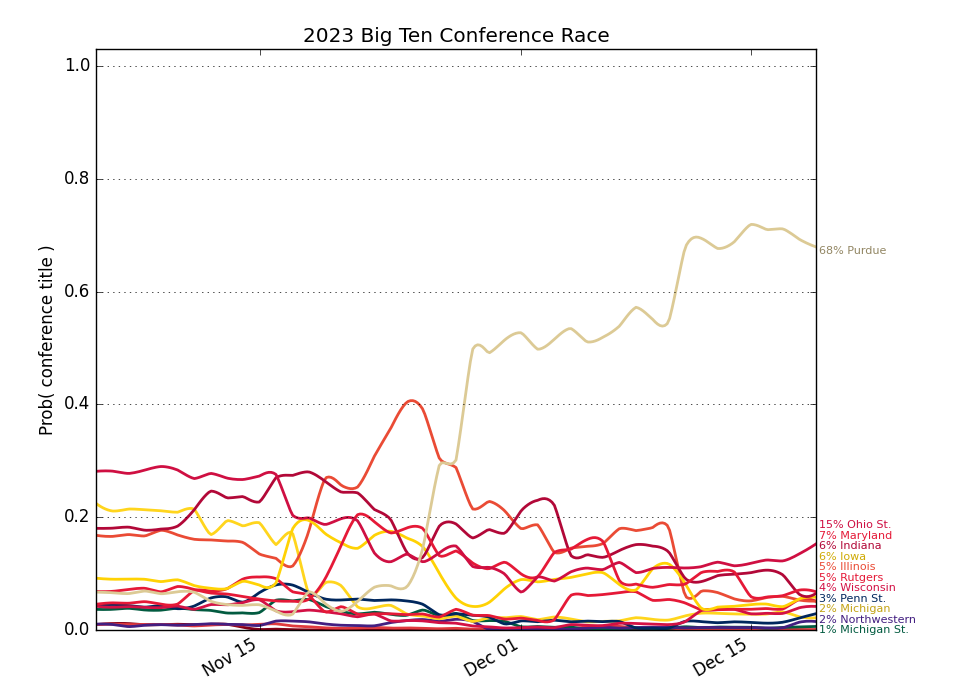 2023 Big Ten Conference Race
Prob( conference title )
1.0
0.8
0.6
0.4
0.2
0.0
Nov 15
Dec 01
Dec 15
68% Purdue
15% Ohio St.
7% Maryland
6% Indiana
6% Iowa
5% Illinois
5% Rutgers
4% Wisconsin
3% Penn St.
2% Michigan
2% Northwestern
1% Michigan St.